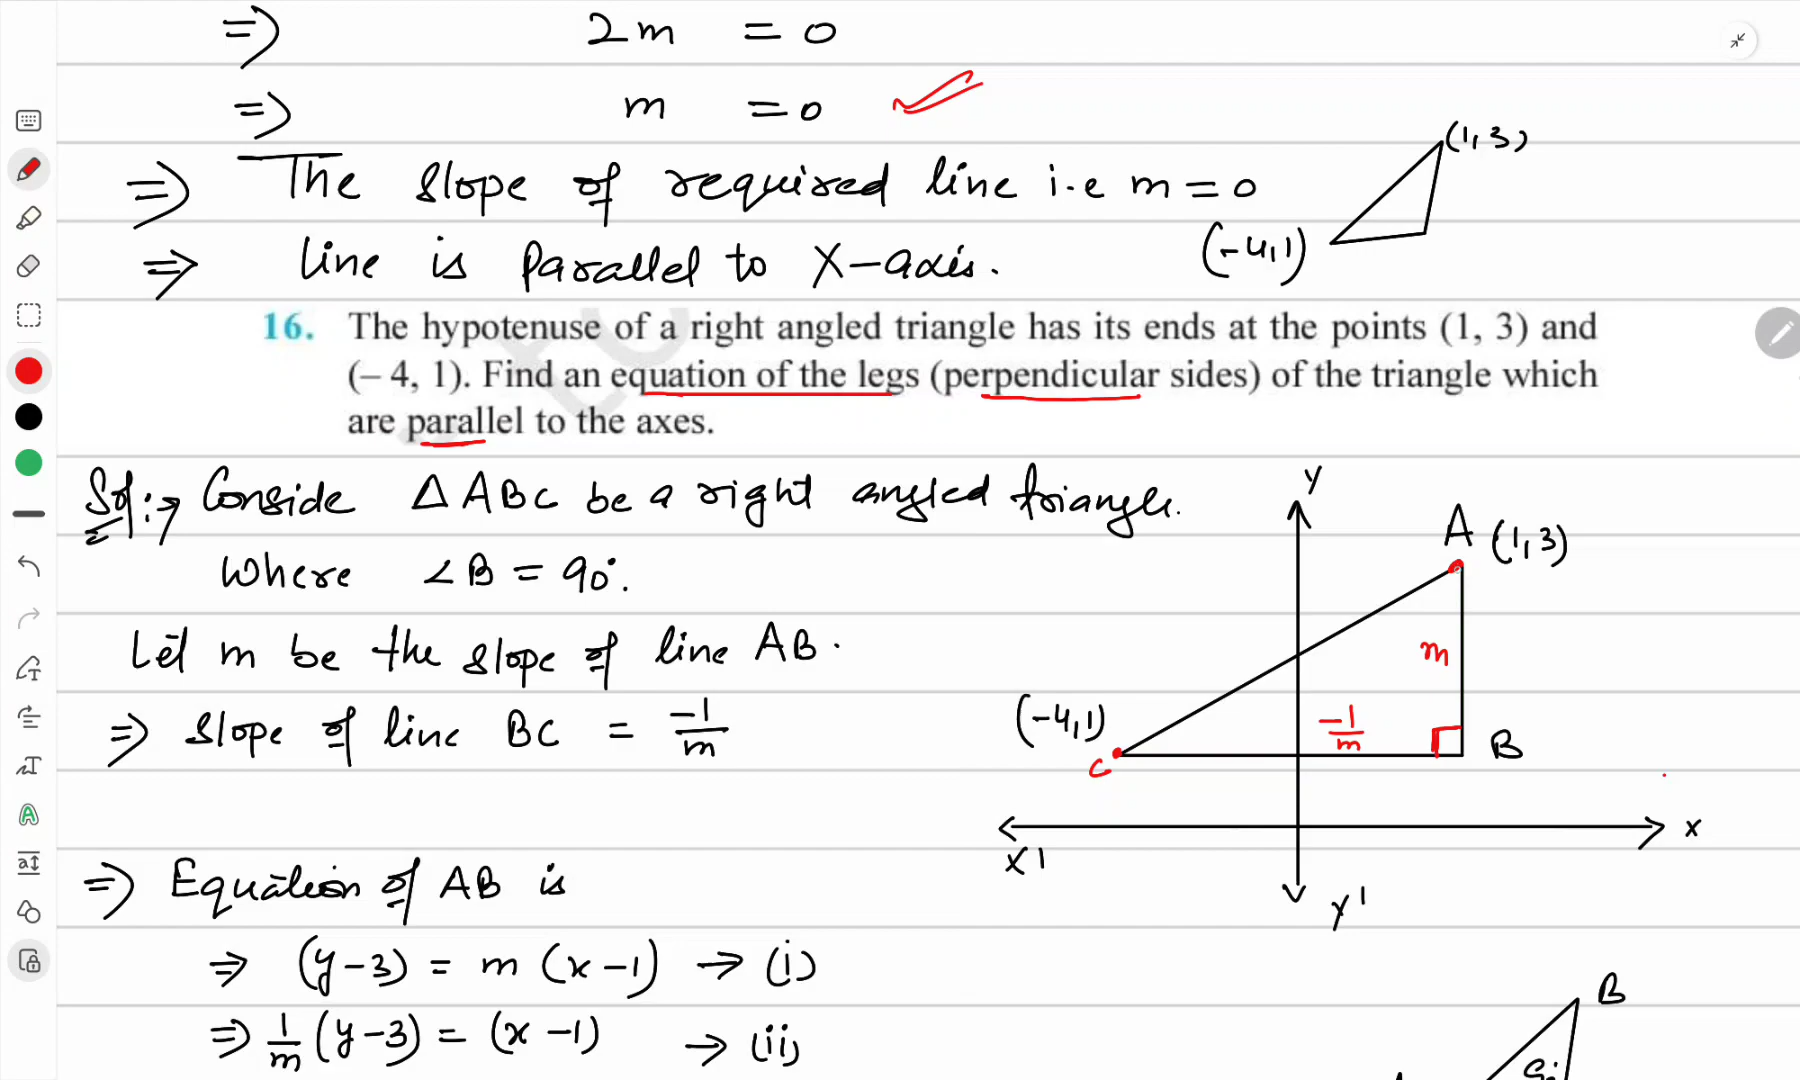 => 2m = 0
=> m = 0
=> The slope of required line i.e m = 0
(1, 3)
=> line is Parallel to X-axis.
(-4, 1)
16. The hypotenuse of a right angled triangle has its ends at the points (1, 3) and
(– 4, 1). Find an equation of the legs (perpendicular sides) of the triangle which
are parallel to the axes.
Sol:→ Conside △ABC be a right angled triangle.
Where ∠B = 90°.
Let m be the slope of line AB.
=> Slope of line BC = -1/m
=> Equation of AB is
=> (y-3) = m (x-1) → (i)
=> 1/m (y-3) = (x-1) → (ii)
Y
A (1, 3)
m
(-4, 1)
-1/m
B
C
X
X'
Y'
B